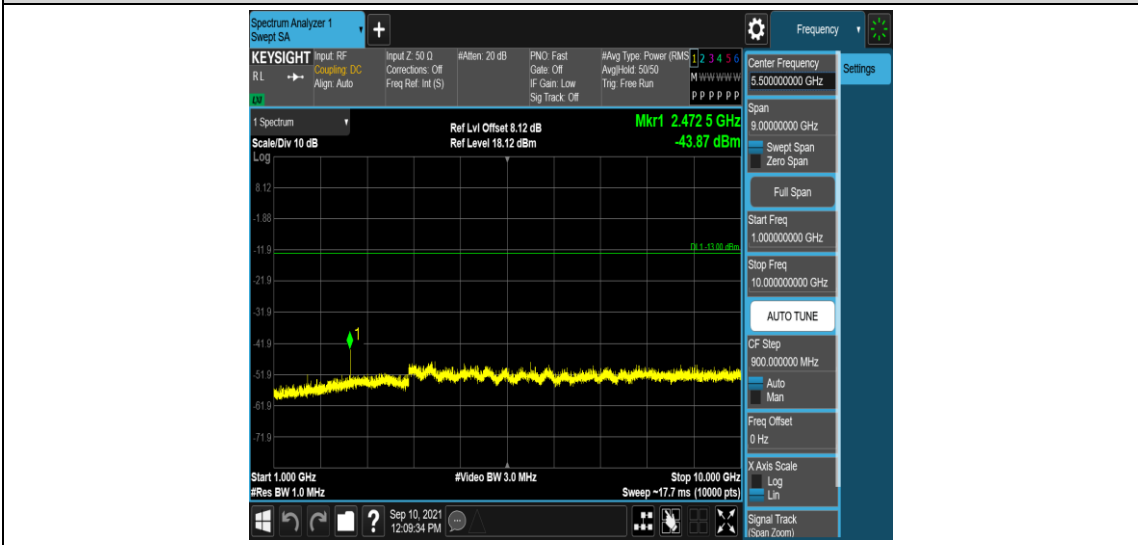 Spectrum Analyzer 1
Swept SA
+
Frequency
KEYSIGHT
RL
Input: RF
Coupling: DC
Align: Auto
Input Z: 50 Ω
Corrections: Off
Freq Ref: Int (S)
#Atten: 20 dB
PNO: Fast
Gate: Off
IF Gain: Low
Sig Track: Off
#Avg Type: Power (RMS
Avg|Hold: 50/50
Trig: Free Run
1 2 3 4 5 6
M W W W W W
P P P P P P
1 Spectrum
Scale/Div 10 dB
Log
Ref Lvl Offset 8.12 dB
Ref Level 18.12 dBm
Mkr1 2.472 5 GHz
-43.87 dBm
8.12
-1.88
-11.9
-21.9
-31.9
-41.9
-51.9
-61.9
-71.9
DL1 -13.00 dBm
1
Start 1.000 GHz
#Res BW 1.0 MHz
#Video BW 3.0 MHz
Stop 10.000 GHz
Sweep ~17.7 ms (10000 pts)
Sep 10, 2021
12:09:34 PM
?
Center Frequency
5.500000000 GHz
Settings
Span
9.00000000 GHz
Swept Span
Zero Span
Full Span
Start Freq
1.000000000 GHz
Stop Freq
10.000000000 GHz
AUTO TUNE
CF Step
900.000000 MHz
Auto
Man
Freq Offset
0 Hz
X Axis Scale
Log
Lin
Signal Track
(Span Zoom)